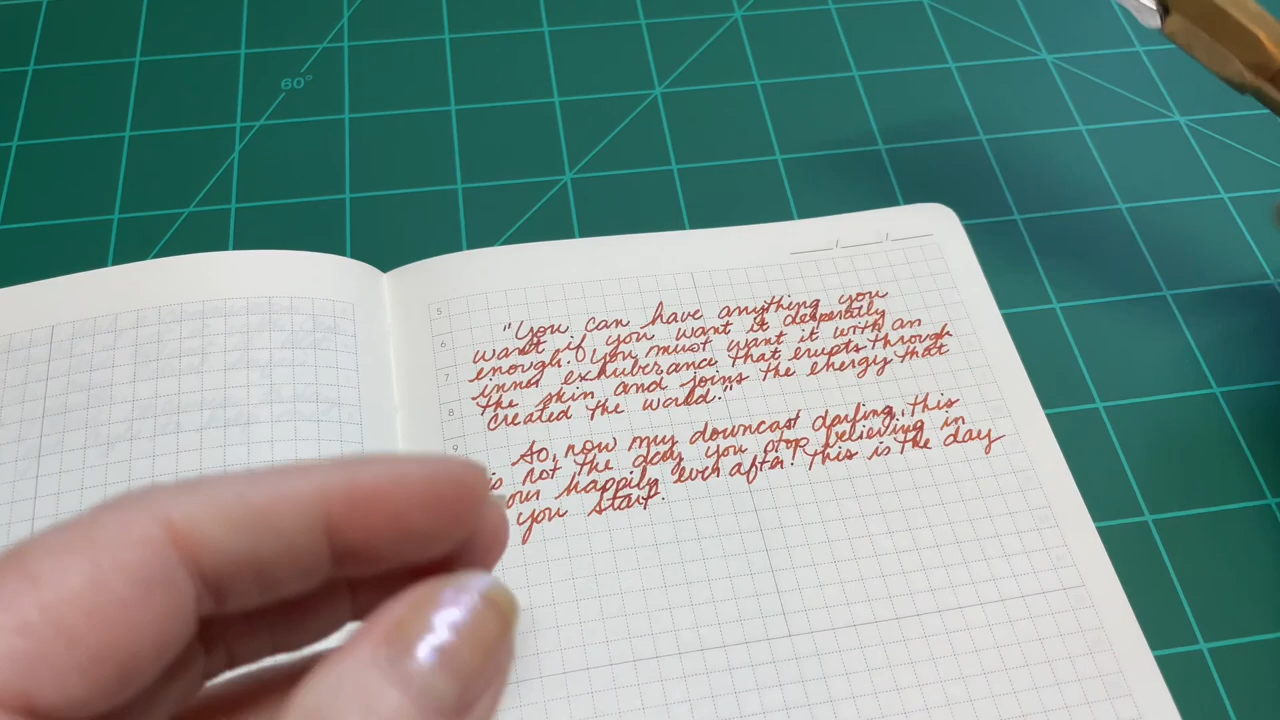 60°
5
6
7
8
9
/ /
"You can have anything you
want if you want it desperatly
enough. You must want it with an
inner exhuberance that erupts through
the skin and joins the energy that
created the world."
So, now my downcast darling, this
is not the day you stop believing in
our happily ever after. This is the day
you start.